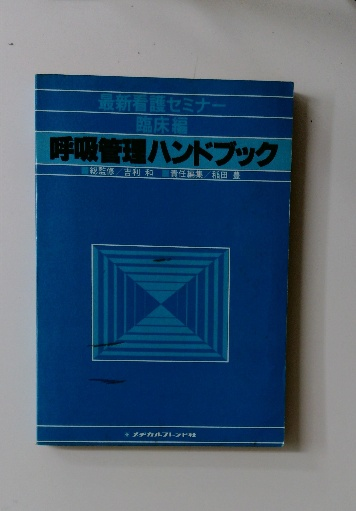 最新看護セミナー
臨床編
呼吸管理ハンドブック
■総監修／吉利 和 ■責任編集／稲田 豊
メヂカルフレンド社